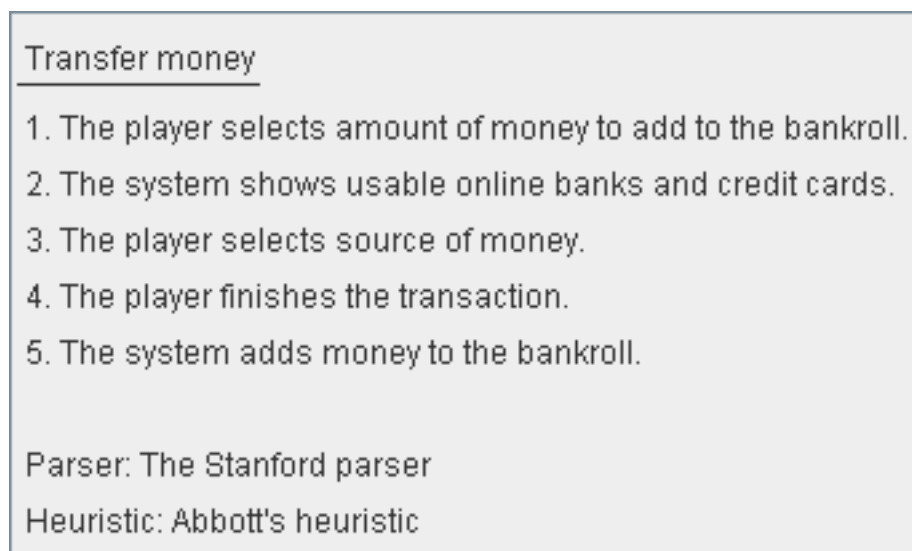 Transfer money
1. The player selects amount of money to add to the bankroll.
2. The system shows usable online banks and credit cards.
3. The player selects source of money.
4. The player finishes the transaction.
5. The system adds money to the bankroll.
Parser: The Stanford parser
Heuristic: Abbott's heuristic